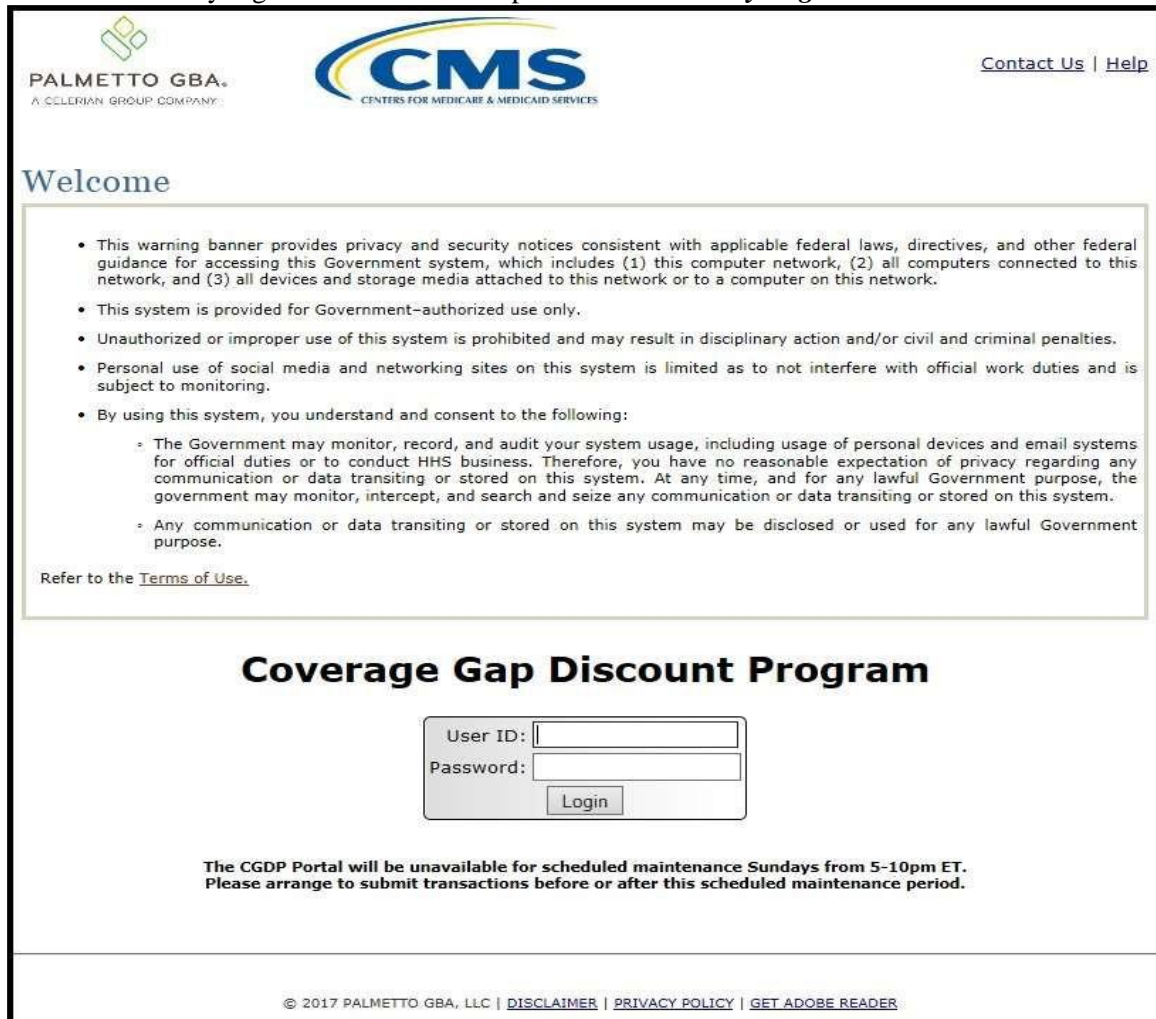 PALMETTO GBA.
A CELERIAN GROUP COMPANY
CMS
CENTERS FOR MEDICARE & MEDICAID SERVICES
Contact Us | Help
Welcome
• This warning banner provides privacy and security notices consistent with applicable federal laws, directives, and other federal
guidance for accessing this Government system, which includes (1) this computer network, (2) all computers connected to this
network, and (3) all devices and storage media attached to this network or to a computer on this network.
• This system is provided for Government-authorized use only.
• Unauthorized or improper use of this system is prohibited and may result in disciplinary action and/or civil and criminal penalties.
• Personal use of social media and networking sites on this system is limited as to not interfere with official work duties and is
subject to monitoring.
• By using this system, you understand and consent to the following:
◦ The Government may monitor, record, and audit your system usage, including usage of personal devices and email systems
for official duties or to conduct HHS business. Therefore, you have no reasonable expectation of privacy regarding any
communication or data transiting or stored on this system. At any time, and for any lawful Government purpose, the
government may monitor, intercept, and search and seize any communication or data transiting or stored on this system.
◦ Any communication or data transiting or stored on this system may be disclosed or used for any lawful Government
purpose.
Refer to the Terms of Use.
Coverage Gap Discount Program
User ID:
Password:
Login
The CGDP Portal will be unavailable for scheduled maintenance Sundays from 5-10pm ET.
Please arrange to submit transactions before or after this scheduled maintenance period.
© 2017 PALMETTO GBA, LLC | DISCLAIMER | PRIVACY POLICY | GET ADOBE READER